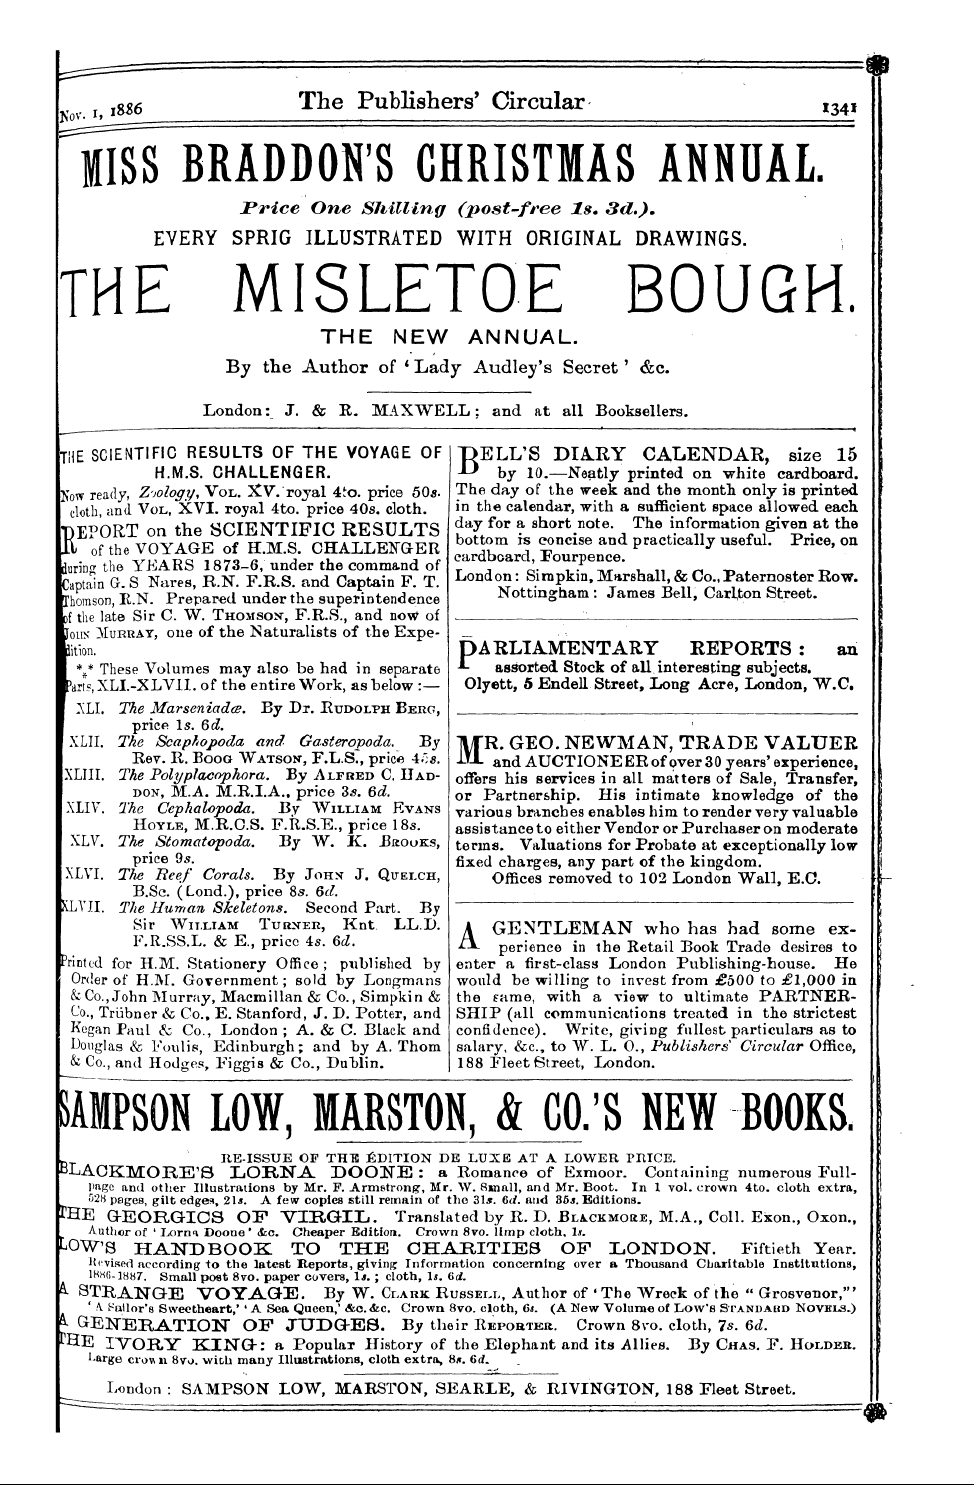 Nov. 1, 1886 The Publishers' Circular 1341
MISS BRADDON'S CHRISTMAS ANNUAL.
Price One Shilling (post-free 1s. 3d.).
EVERY SPRIG ILLUSTRATED WITH ORIGINAL DRAWINGS.
THE MISLETOE BOUGH.
THE NEW ANNUAL.
By the Author of ‘Lady Audley's Secret’ &c.
London: J. & R. MAXWELL; and at all Booksellers.
THE SCIENTIFIC RESULTS OF THE VOYAGE OF
H.M.S. CHALLENGER.
Now ready, Zoology, VOL. XV. royal 4to. price 50s.
cloth, and VOL, XVI. royal 4to. price 40s. cloth.
REPORT on the SCIENTIFIC RESULTS
of the VOYAGE of H.M.S. CHALLENGER
during the YEARS 1873-6, under the command of
Captain G. S Nares, R.N. F.R.S. and Captain F. T.
Thomson, R.N. Prepared under the superintendence
of the late Sir C. W. THOMSON, F.R.S., and now of
JOHN MURRAY, one of the Naturalists of the Expe-
dition.
*** These Volumes may also be had in separate
Parts, XLI.-XLVII. of the entire Work, as below :—
XLI. The Marseniadæ. By Dr. RUDOLPH BERG,
price 1s. 6d.
XLII. The Scaphopoda and Gasteropoda. By
Rev. R. BOOG WATSON, F.L.S., price s.
XLIII. The Polyplacophora. By ALFRED C. HAD-
DON, M.A. M.R.I.A., price 3s. 6d.
XLIV. The Cephalopoda. By WILLIAM EVANS
HOYLE, M.R.C.S. F.R.S.E., price 18s.
XLV. The Stomatopoda. By W. K. BROOKS,
price 9s.
XLVI. The Reef Corals. By JOHN J. QUELCH,
B.Sc. (Lond.), price 8s. 6d.
XLVII. The Human Skeletons. Second Part. By
Sir WILLIAM TURNER, Knt LL.D.
F.R.SS.L. & E., price 4s. 6d.
Printed for H.M. Stationery Office; published by
Order of H.M. Government; sold by Longmans
& Co., John Murray, Macmillan & Co., Simpkin &
Co., Trübner & Co., E. Stanford, J. D. Potter, and
Kegan Paul & Co., London; A. & C. Black and
Douglas & Foulis, Edinburgh; and by A. Thom
& Co., and Hodges, Figgis & Co., Dublin.
BELL'S DIARY CALENDAR, size 15
by 10.—Neatly printed on white cardboard.
The day of the week and the month only is printed
in the calendar, with a sufficient space allowed each
day for a short note. The information given at the
bottom is concise and practically useful. Price, on
cardboard, Fourpence.
London: Simpkin, Marshall, & Co., Paternoster Row.
Nottingham: James Bell, Carlton Street.
PARLIAMENTARY REPORTS: an
assorted Stock of all interesting subjects.
Olyett, 5 Endell Street, Long Acre, London, W.C.
MR. GEO. NEWMAN, TRADE VALUER
and AUCTIONEER of over 30 years' experience,
offers his services in all matters of Sale, Transfer,
or Partnership. His intimate knowledge of the
various branches enables him to render very valuable
assistance to either Vendor or Purchaser on moderate
terms. Valuations for Probate at exceptionally low
fixed charges, any part of the kingdom.
Offices removed to 102 London Wall, E.C.
A GENTLEMAN who has had some ex-
perience in the Retail Book Trade desires to
enter a first-class London Publishing-house. He
would be willing to invest from £500 to £1,000 in
the same, with a view to ultimate PARTNER-
SHIP (all communications treated in the strictest
confidence). Write, giving fullest particulars as to
salary, &c., to W. L. O., Publishers' Circular Office,
188 Fleet Street, London.
SAMPSON LOW, MARSTON, & CO.'S NEW BOOKS.
RE-ISSUE OF THE ÉDITION DE LUXE AT A LOWER PRICE.
BLACKMORE'S LORNA DOONE: a Romance of Exmoor. Containing numerous Full-
page and other Illustrations by Mr. F. Armstrong, Mr. W. Small, and Mr. Boot. In 1 vol. crown 4to. cloth extra,
528 pages, gilt edges, 21s. A few copies still remain of the 31s. 6d. and 35s. Editions.
THE GEORGICS OF VIRGIL. Translated by R. D. BLACKMORE, M.A., Coll. Exon., Oxon.,
Author of ‘Lorna Doone’ &c. Cheaper Edition. Crown 8vo. limp cloth, 1s.
LOW'S HANDBOOK TO THE CHARITIES OF LONDON. Fiftieth Year.
Revised according to the latest Reports, giving Information concerning over a Thousand Charitable Institutions,
1886-1887. Small post 8vo. paper covers, 1s.; cloth, 1s. 6d.
A STRANGE VOYAGE. By W. CLARK RUSSELL, Author of ‘The Wreck of the “Grosvenor,”’
‘A Sailor's Sweetheart,’ ‘A Sea Queen,’ &c. &c. Crown 8vo. cloth, 6s. (A New Volume of Low's STANDARD NOVELS.)
A GENERATION OF JUDGES. By their REPORTER. Crown 8vo. cloth, 7s. 6d.
THE IVORY KING: a Popular History of the Elephant and its Allies. By CHAS. F. HOLDER.
Large crown 8vo. with many Illustrations, cloth extra, 8s. 6d.
London: SAMPSON LOW, MARSTON, SEARLE, & RIVINGTON, 188 Fleet Street.